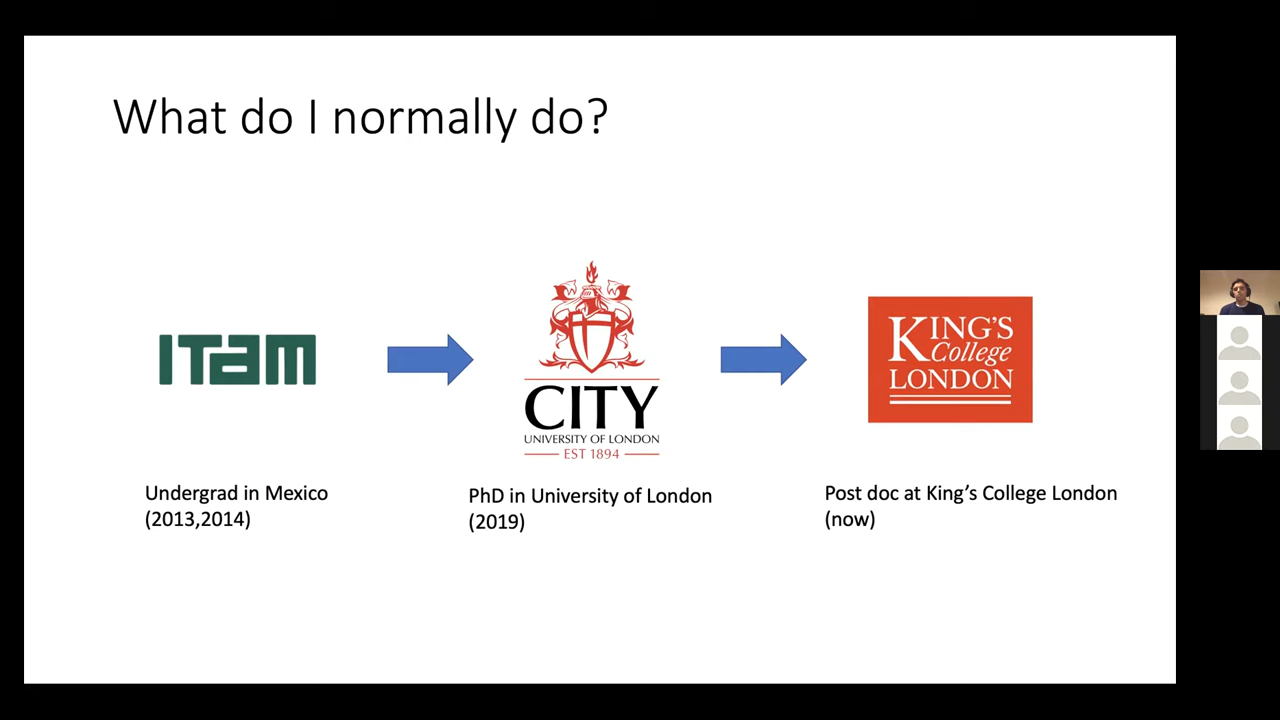 What do I normally do?
ITam
CITY
UNIVERSITY OF LONDON
EST 1894
KING'S
College
LONDON
Undergrad in Mexico
(2013,2014)
PhD in University of London
(2019)
Post doc at King's College London
(now)